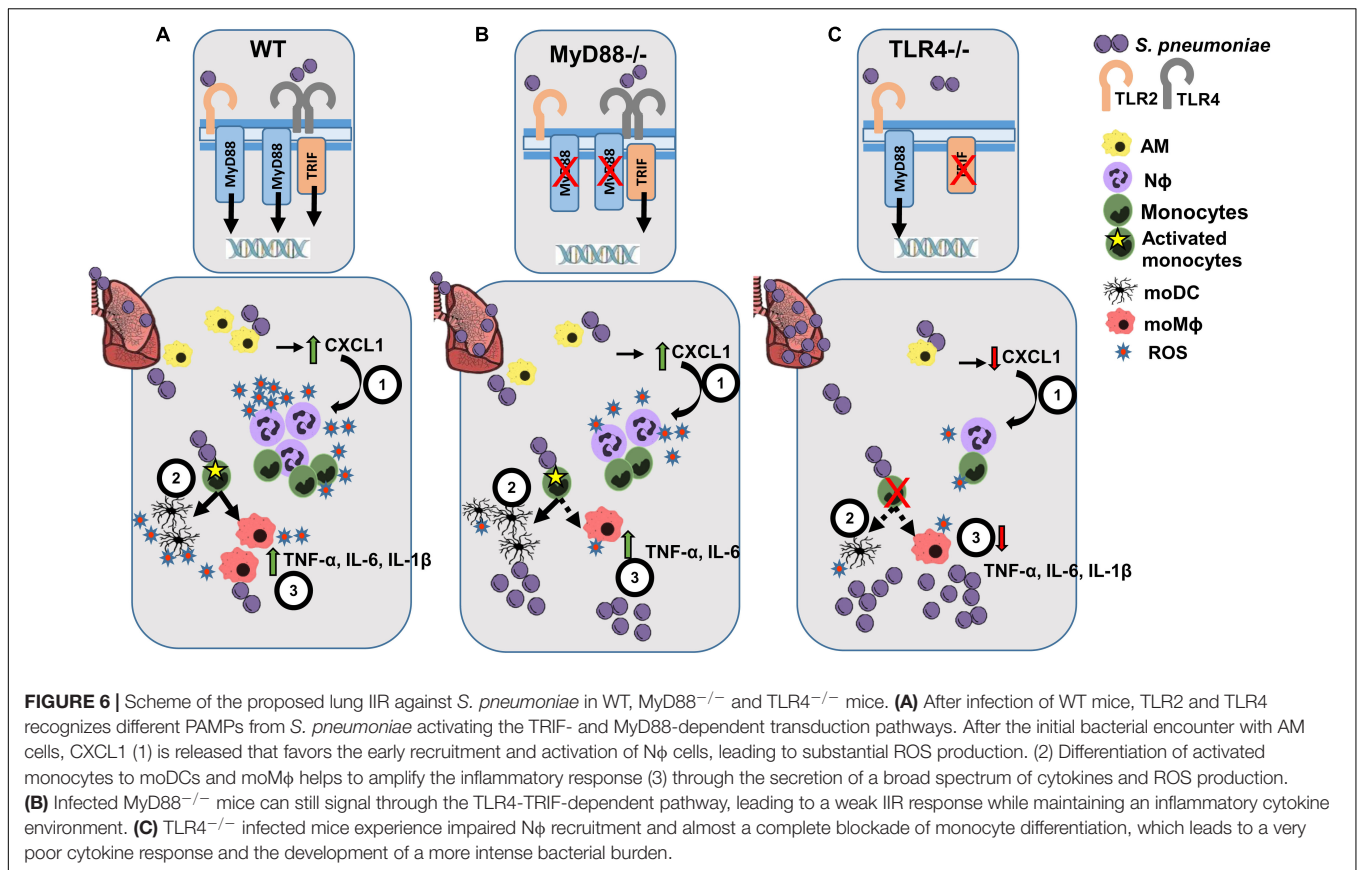 A
WT
MyD88
MyD88
TRIF
CXCL1
1
2
TNF-α, IL-6, IL-1β
3
B
MyD88-/-
MyD88
MyD88
TRIF
CXCL1
1
2
TNF-α, IL-6
3
C
TLR4-/-
MyD88
TRIF
CXCL1
1
2
3
TNF-α, IL-6, IL-1β
S. pneumoniae
TLR2
TLR4
AM
Nϕ
Monocytes
Activated
monocytes
moDC
moMϕ
ROS
FIGURE 6 | Scheme of the proposed lung IIR against S. pneumoniae in WT, MyD88−/− and TLR4−/− mice. (A) After infection of WT mice, TLR2 and TLR4
recognizes different PAMPs from S. pneumoniae activating the TRIF- and MyD88-dependent transduction pathways. After the initial bacterial encounter with AM
cells, CXCL1 (1) is released that favors the early recruitment and activation of Nϕ cells, leading to substantial ROS production. (2) Differentiation of activated
monocytes to moDCs and moMϕ helps to amplify the inflammatory response (3) through the secretion of a broad spectrum of cytokines and ROS production.
(B) Infected MyD88−/− mice can still signal through the TLR4-TRIF-dependent pathway, leading to a weak IIR response while maintaining an inflammatory cytokine
environment. (C) TLR4−/− infected mice experience impaired Nϕ recruitment and almost a complete blockade of monocyte differentiation, which leads to a very
poor cytokine response and the development of a more intense bacterial burden.